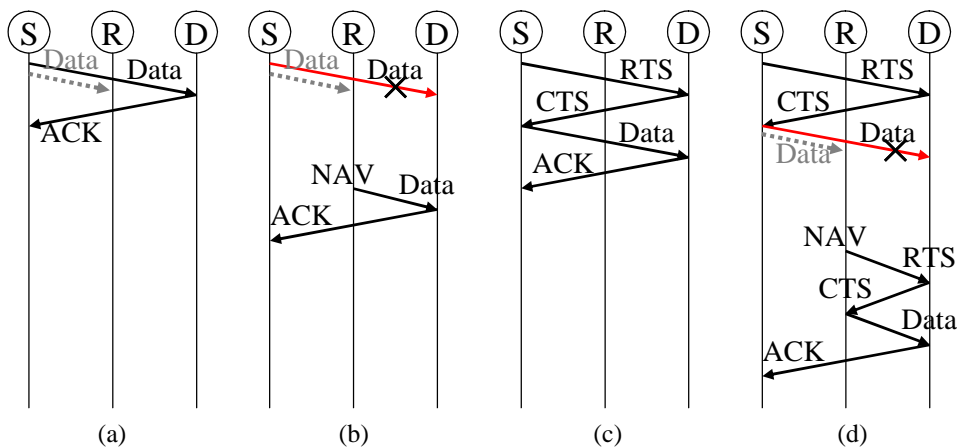 S R D
Data
Data
ACK
(a)
S R D
Data
Data
NAV
Data
ACK
(b)
S R D
RTS
CTS
Data
ACK
(c)
S R D
RTS
CTS
Data
Data
NAV
RTS
CTS
Data
ACK
(d)